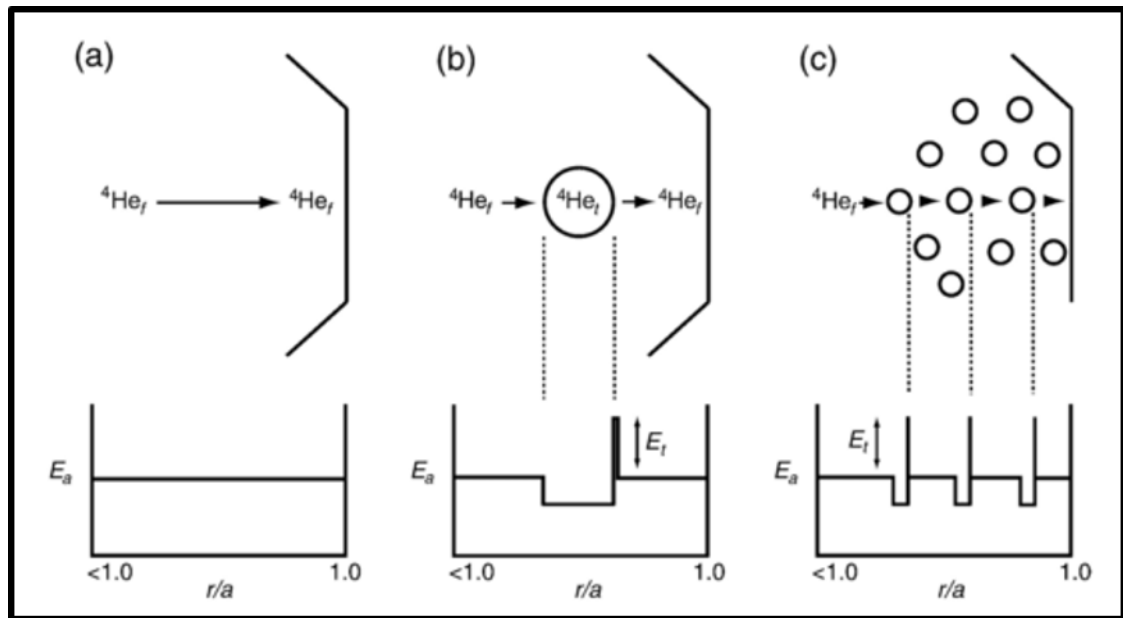 (a)
⁴He_f ⁴He_f
E_a
<1.0 1.0
r/a
(b)
⁴He_f ⁴He_t ⁴He_f
E_t
E_a
<1.0 1.0
r/a
(c)
⁴He_f
E_t
E_a
<1.0 1.0
r/a